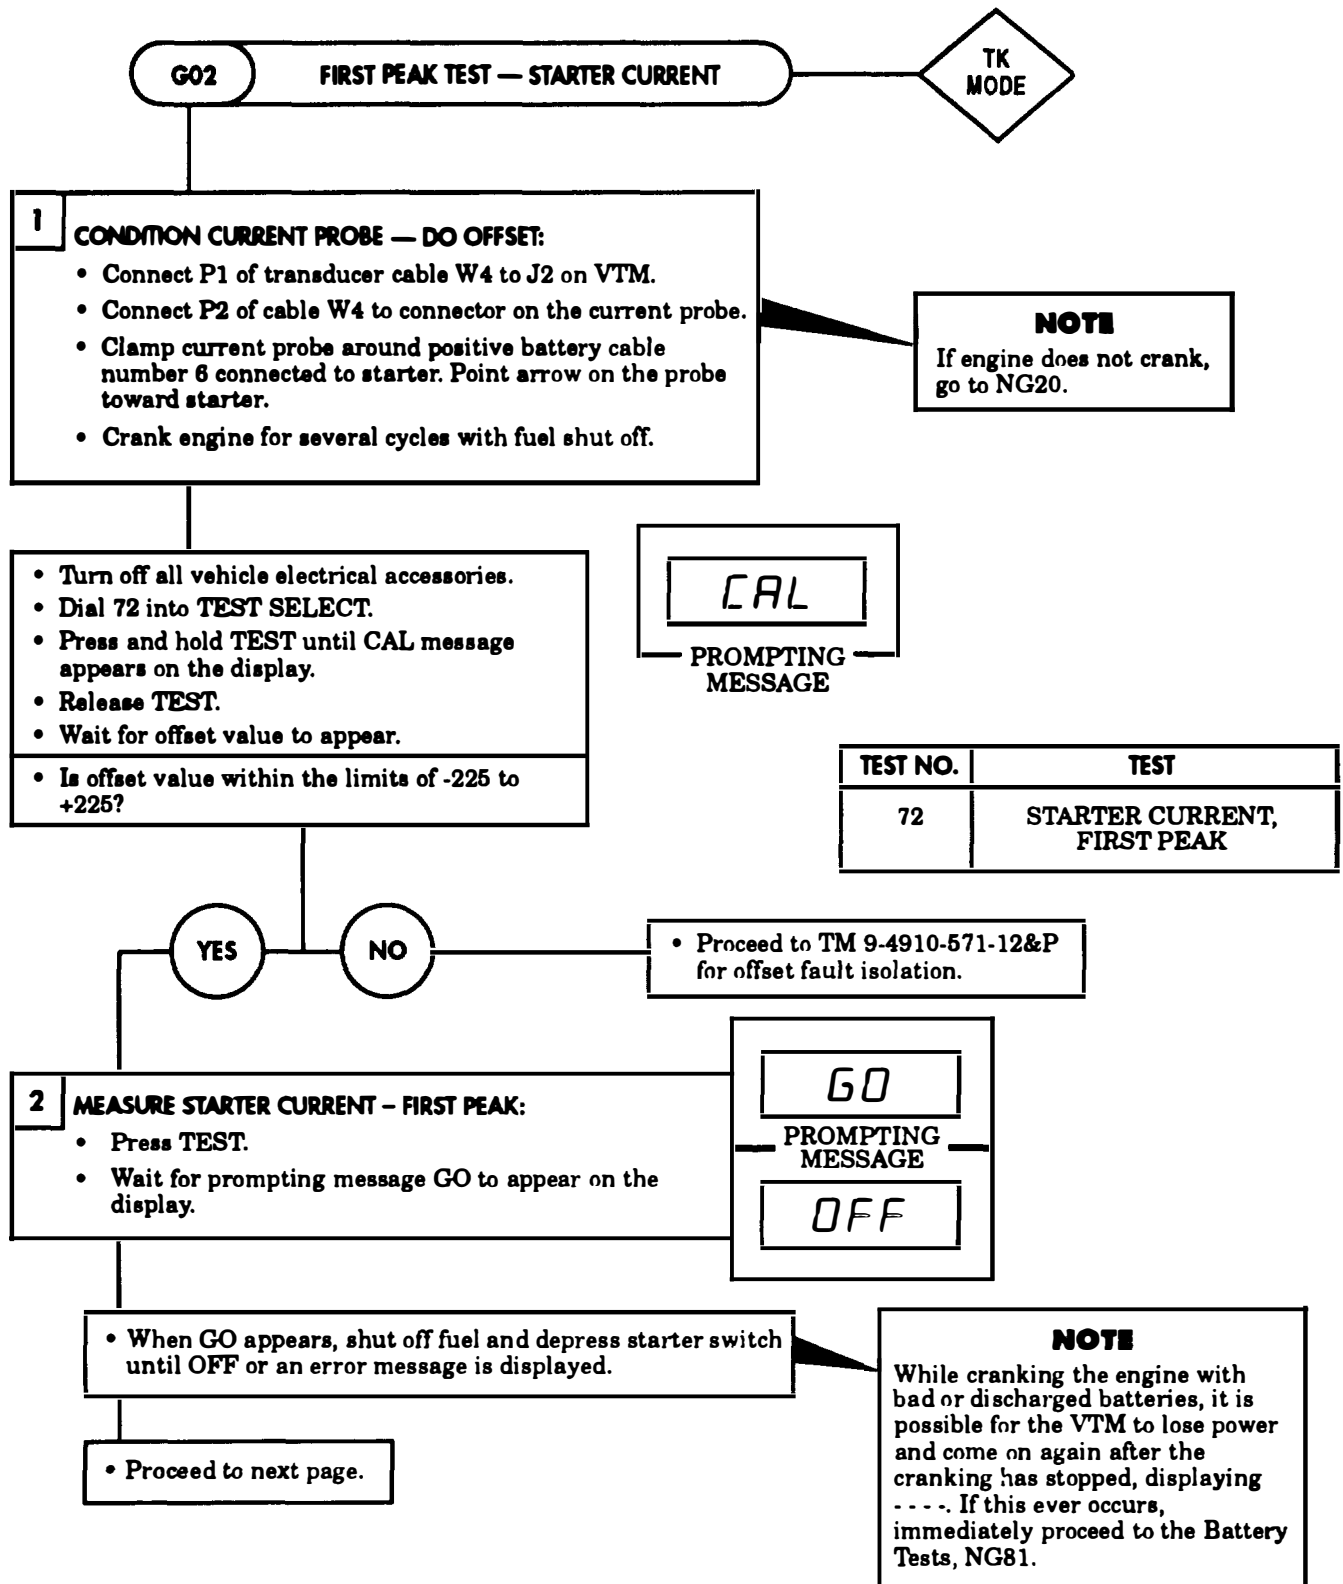 GO2
FIRST PEAK TEST — STARTER CURRENT
TK
MODE
1
CONDITION CURRENT PROBE — DO OFFSET:
• Connect P1 of transducer cable W4 to J2 on VTM.
• Connect P2 of cable W4 to connector on the current probe.
• Clamp current probe around positive battery cable
number 6 connected to starter. Point arrow on the probe
toward starter.
• Crank engine for several cycles with fuel shut off.
NOTE
If engine does not crank,
go to NG20.
• Turn off all vehicle electrical accessories.
• Dial 72 into TEST SELECT.
• Press and hold TEST until CAL message
appears on the display.
• Release TEST.
• Wait for offset value to appear.
• Is offset value within the limits of -225 to
+225?
CAL
PROMPTING
MESSAGE
TEST NO. TEST
72 STARTER CURRENT,
FIRST PEAK
YES
NO
• Proceed to TM 9-4910-571-12&P
for offset fault isolation.
2
MEASURE STARTER CURRENT – FIRST PEAK:
• Press TEST.
• Wait for prompting message GO to appear on the
display.
GO
PROMPTING
MESSAGE
OFF
• When GO appears, shut off fuel and depress starter switch
until OFF or an error message is displayed.
NOTE
While cranking the engine with
bad or discharged batteries, it is
possible for the VTM to lose power
and come on again after the
cranking has stopped, displaying
- - - -. If this ever occurs,
immediately proceed to the Battery
Tests, NG81.
• Proceed to next page.